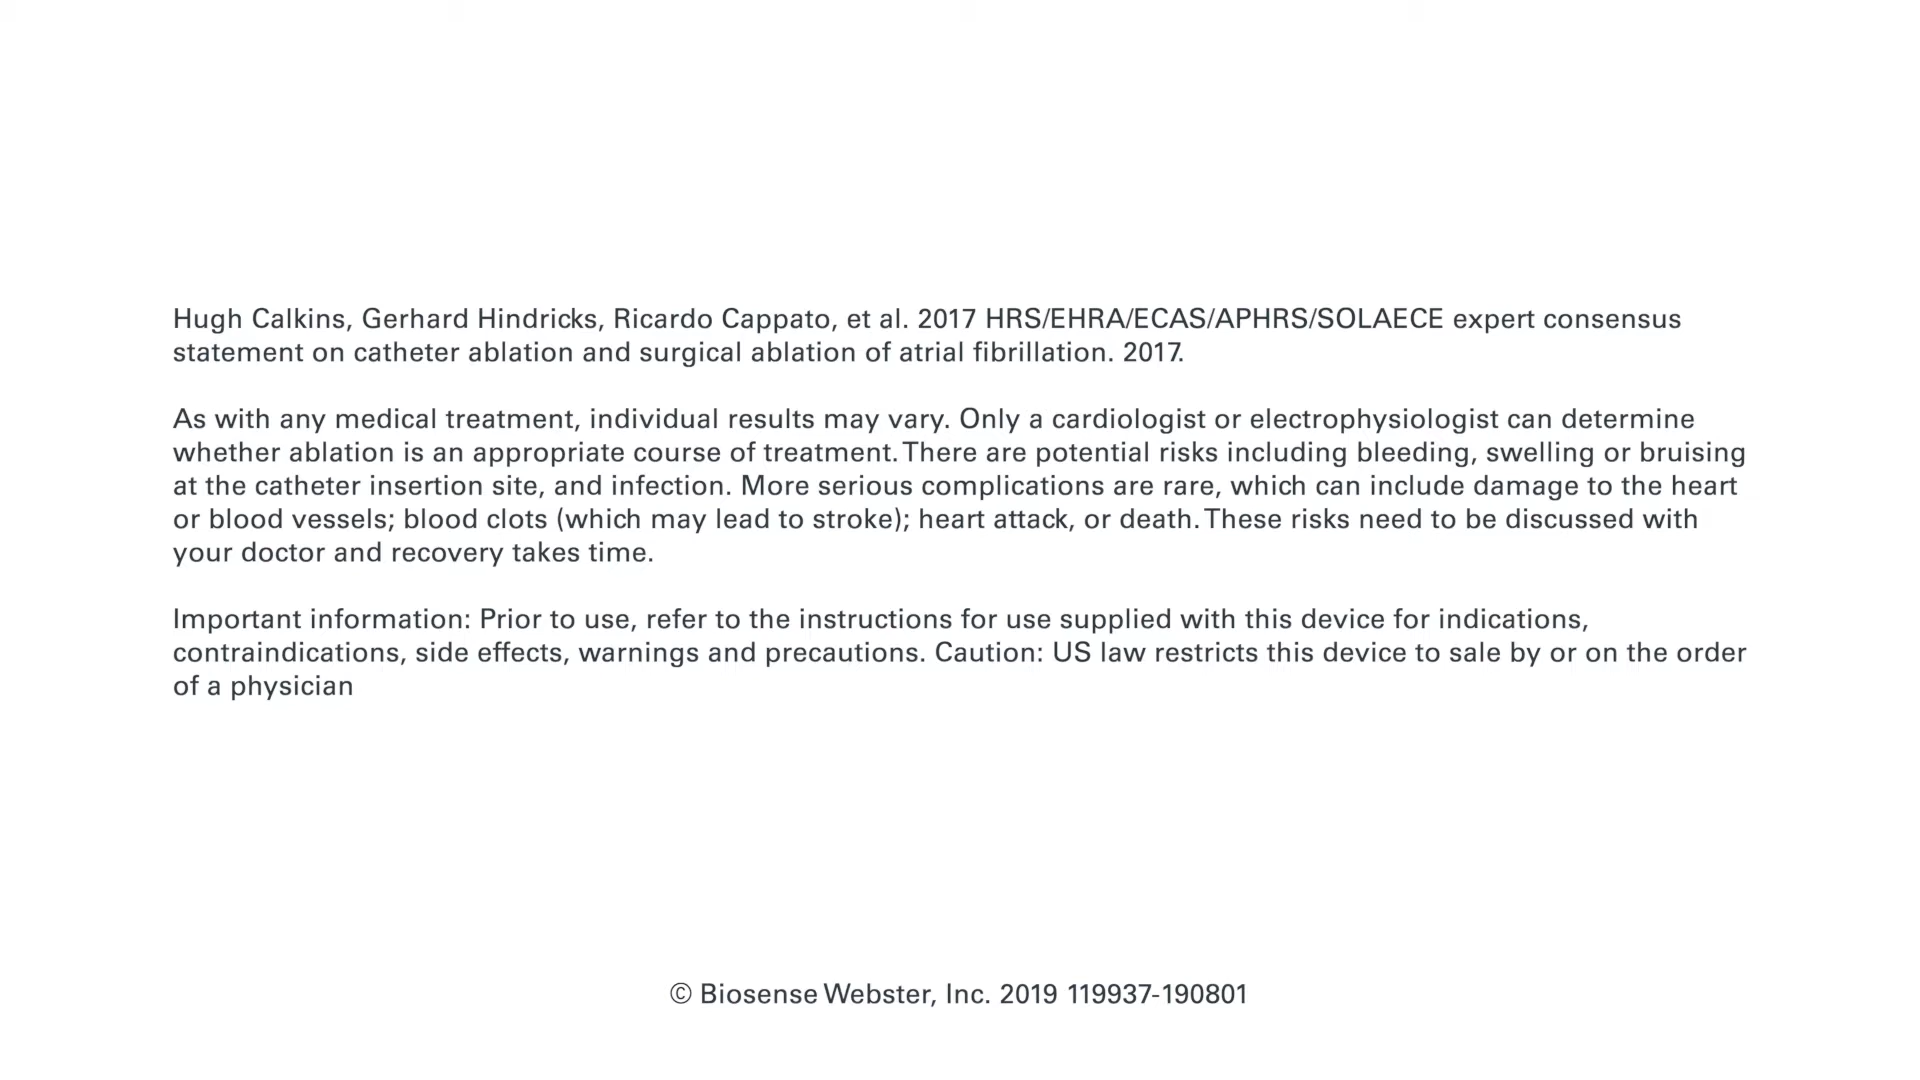 Hugh Calkins, Gerhard Hindricks, Ricardo Cappato, et al. 2017 HRS/EHRA/ECAS/APHRS/SOLAECE expert consensus
statement on catheter ablation and surgical ablation of atrial fibrillation. 2017.
As with any medical treatment, individual results may vary. Only a cardiologist or electrophysiologist can determine
whether ablation is an appropriate course of treatment. There are potential risks including bleeding, swelling or bruising
at the catheter insertion site, and infection. More serious complications are rare, which can include damage to the heart
or blood vessels; blood clots (which may lead to stroke); heart attack, or death. These risks need to be discussed with
your doctor and recovery takes time.
Important information: Prior to use, refer to the instructions for use supplied with this device for indications,
contraindications, side effects, warnings and precautions. Caution: US law restricts this device to sale by or on the order
of a physician
© Biosense Webster, Inc. 2019 119937-190801